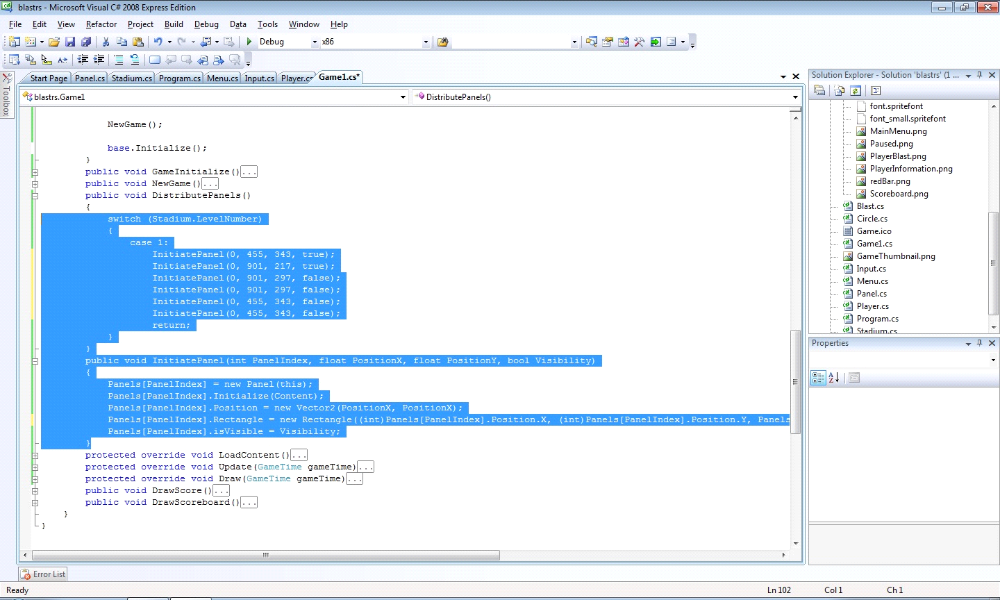 blastrs - Microsoft Visual C# 2008 Express Edition
File Edit View Refactor Project Build Debug Data Tools Window Help
Debug x86
Start Page Panel.cs Stadium.cs Program.cs Menu.cs Input.cs Player.cs Game1.cs*
blastrs.Game1 DistributePanels()
Toolbox
NewGame();
base.Initialize();
}
public void GameInitialize()...
public void NewGame()...
public void DistributePanels()
{
switch (Stadium.LevelNumber)
{
case 1:
InitiatePanel(0, 455, 343, true);
InitiatePanel(0, 901, 217, true);
InitiatePanel(0, 901, 297, false);
InitiatePanel(0, 901, 297, false);
InitiatePanel(0, 455, 343, false);
InitiatePanel(0, 455, 343, false);
return;
}
}
public void InitiatePanel(int PanelIndex, float PositionX, float PositionY, bool Visibility)
{
Panels[PanelIndex] = new Panel(this);
Panels[PanelIndex].Initialize(Content);
Panels[PanelIndex].Position = new Vector2(PositionX, PositionX);
Panels[PanelIndex].Rectangle = new Rectangle((int)Panels[PanelIndex].Position.X, (int)Panels[PanelIndex].Position.Y, Panels
Panels[PanelIndex].isVisible = Visibility;
}
protected override void LoadContent()...
protected override void Update(GameTime gameTime)...
protected override void Draw(GameTime gameTime)...
public void DrawScore()...
public void DrawScoreboard()...
}
}
Solution Explorer - Solution 'blastrs' (1 ...
font.spritefont
font_small.spritefont
MainMenu.png
Paused.png
PlayerBlast.png
PlayerInformation.png
redBar.png
Scoreboard.png
Blast.cs
Circle.cs
Game.ico
Game1.cs
GameThumbnail.png
Input.cs
Menu.cs
Panel.cs
Player.cs
Program.cs
Stadium.cs
Properties
Error List
Ready Ln 102 Col 1 Ch 1